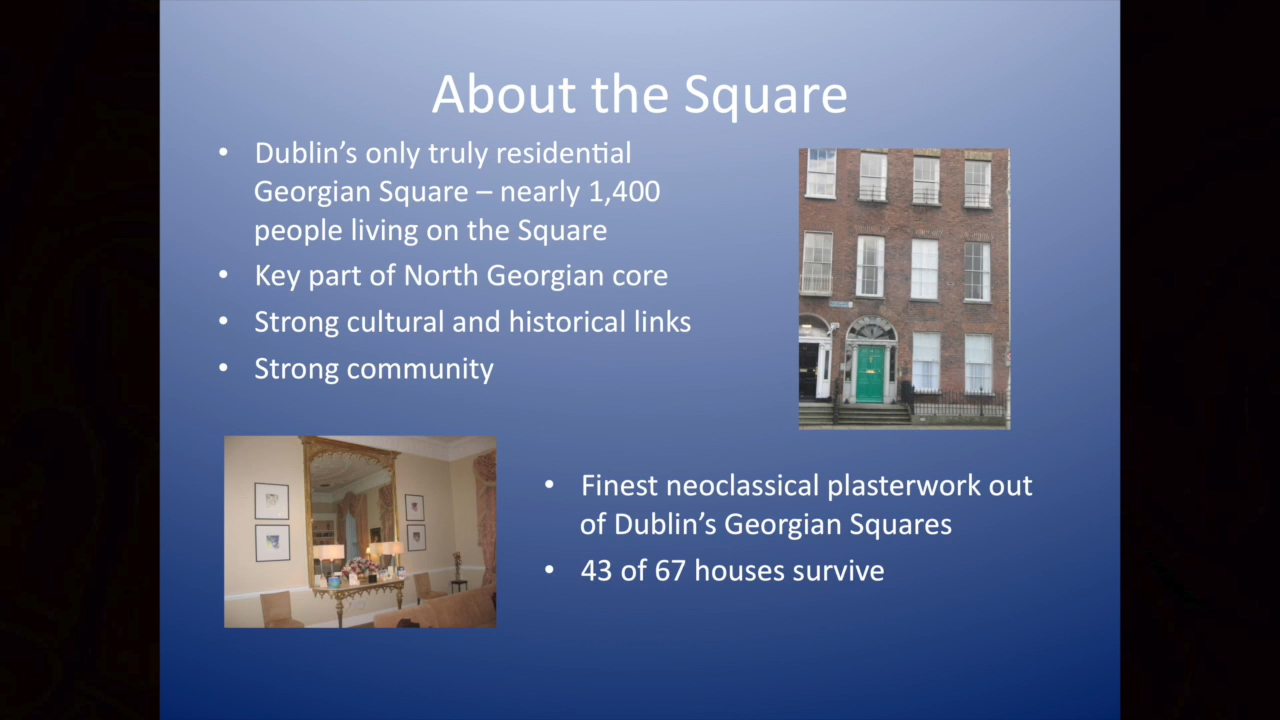 About the Square
• Dublin's only truly residential
Georgian Square – nearly 1,400
people living on the Square
• Key part of North Georgian core
• Strong cultural and historical links
• Strong community
• Finest neoclassical plasterwork out
of Dublin's Georgian Squares
• 43 of 67 houses survive